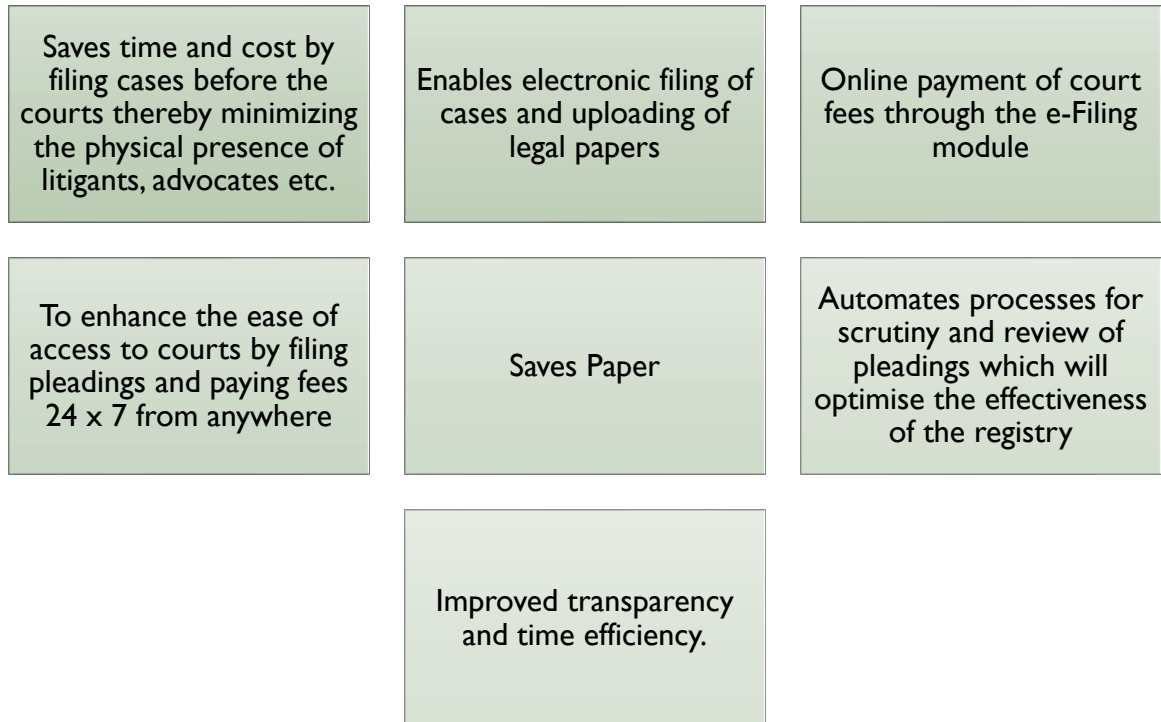 Saves time and cost by
filing cases before the
courts thereby minimizing
the physical presence of
litigants, advocates etc.
Enables electronic filing of
cases and uploading of
legal papers
Online payment of court
fees through the e-Filing
module
To enhance the ease of
access to courts by filing
pleadings and paying fees
24 x 7 from anywhere
Saves Paper
Automates processes for
scrutiny and review of
pleadings which will
optimise the effectiveness
of the registry
Improved transparency
and time efficiency.